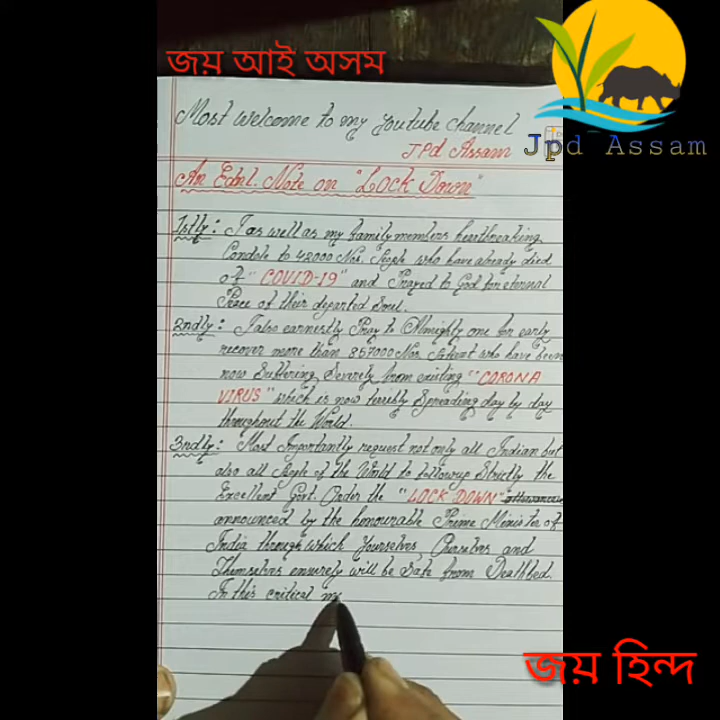 জয় আই অসম
Jpd Assam
Most welcome to my Youtube channel
JPd Assam
An Ednl. Note on "Lock Down"
1stly: I as well as my family members heartbreaking
Condole to 42000 Nos. People who have already died
of "COVID-19" and Prayed to God for eternal
Peace of their departed Soul.
2ndly: I also earnestly Pray to Almighty one for early
recover more than 857000 Nos. who have been
now Suffering Severely from existing "CORONA
VIRUS" which is now terribly Spreading day by day
throughout the World.
3ndly: Most Importantly request not only all Indian but
also all People of the World to followup Strictly the
Excellent Govt. Order the "LOCK DOWN"
announced by the honourable Prime Minister of
India through which yourselves Ourselves and
Themselves ensurely will be Safe from Deathbed.
In this critical m
জয় হিন্দ